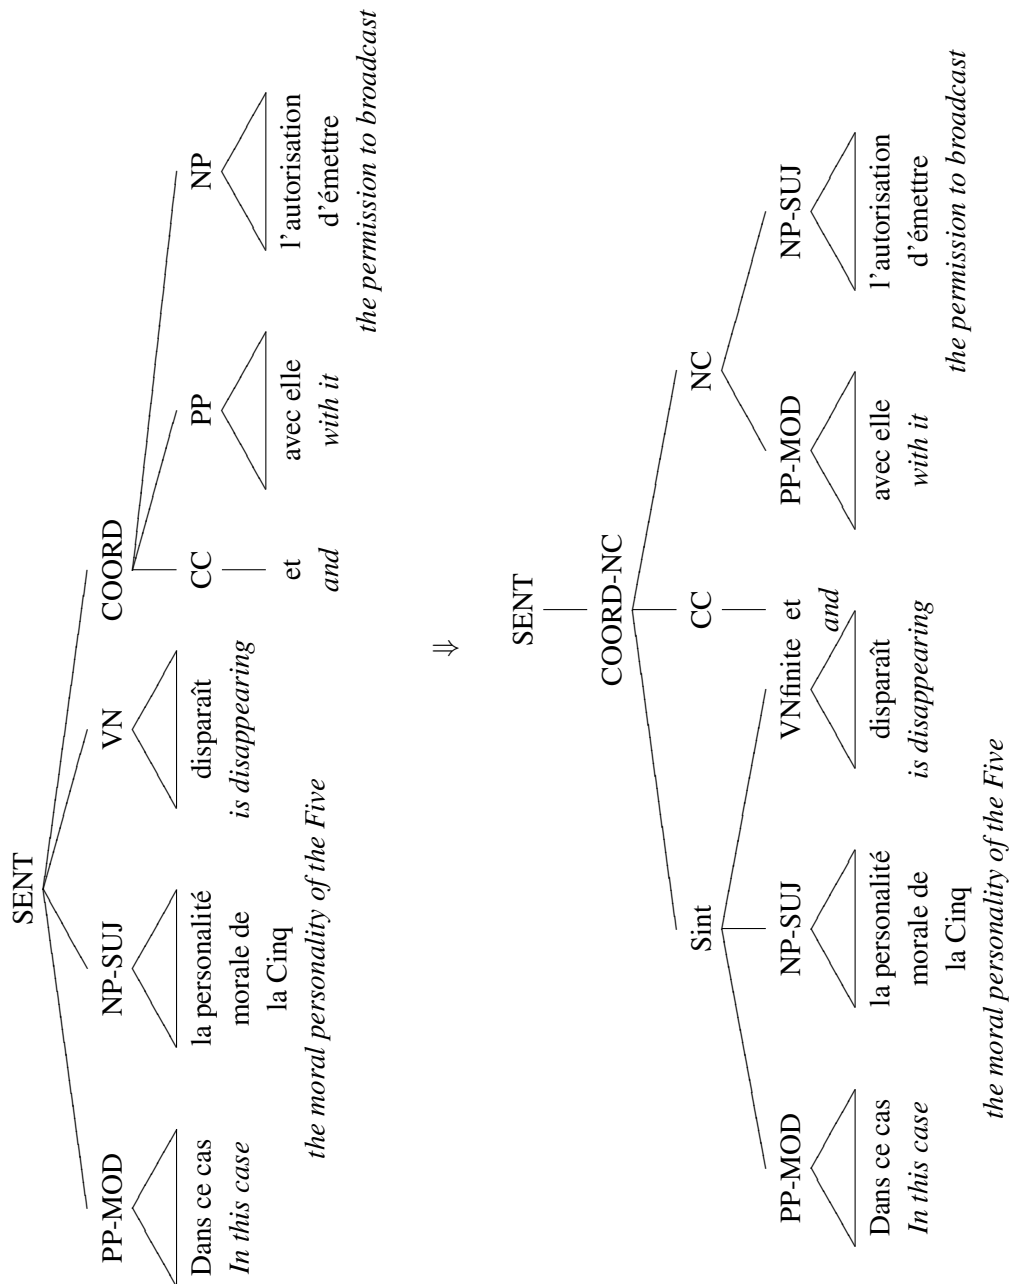 SENT
PP-MOD NP-SUJ VN COORD
CC PP NP
Dans ce cas la personalité disparaît et avec elle l'autorisation
In this case morale de is disappearing and with it d'émettre
la Cinq the permission to broadcast
the moral personality of the Five
⇓
SENT
COORD-NC
Sint CC NC
PP-MOD NP-SUJ VNfinite et PP-MOD NP-SUJ
and
Dans ce cas la personalité disparaît avec elle l'autorisation
In this case morale de is disappearing with it d'émettre
la Cinq the permission to broadcast
the moral personality of the Five